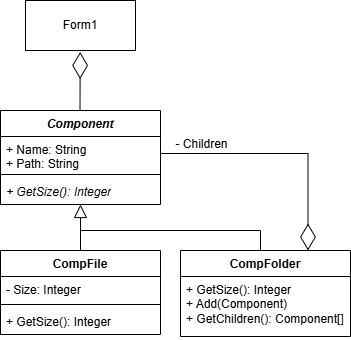 Form1
Component
+ Name: String
+ Path: String
+ GetSize(): Integer
- Children
CompFile
- Size: Integer
+ GetSize(): Integer
CompFolder
+ GetSize(): Integer
+ Add(Component)
+ GetChildren(): Component[]